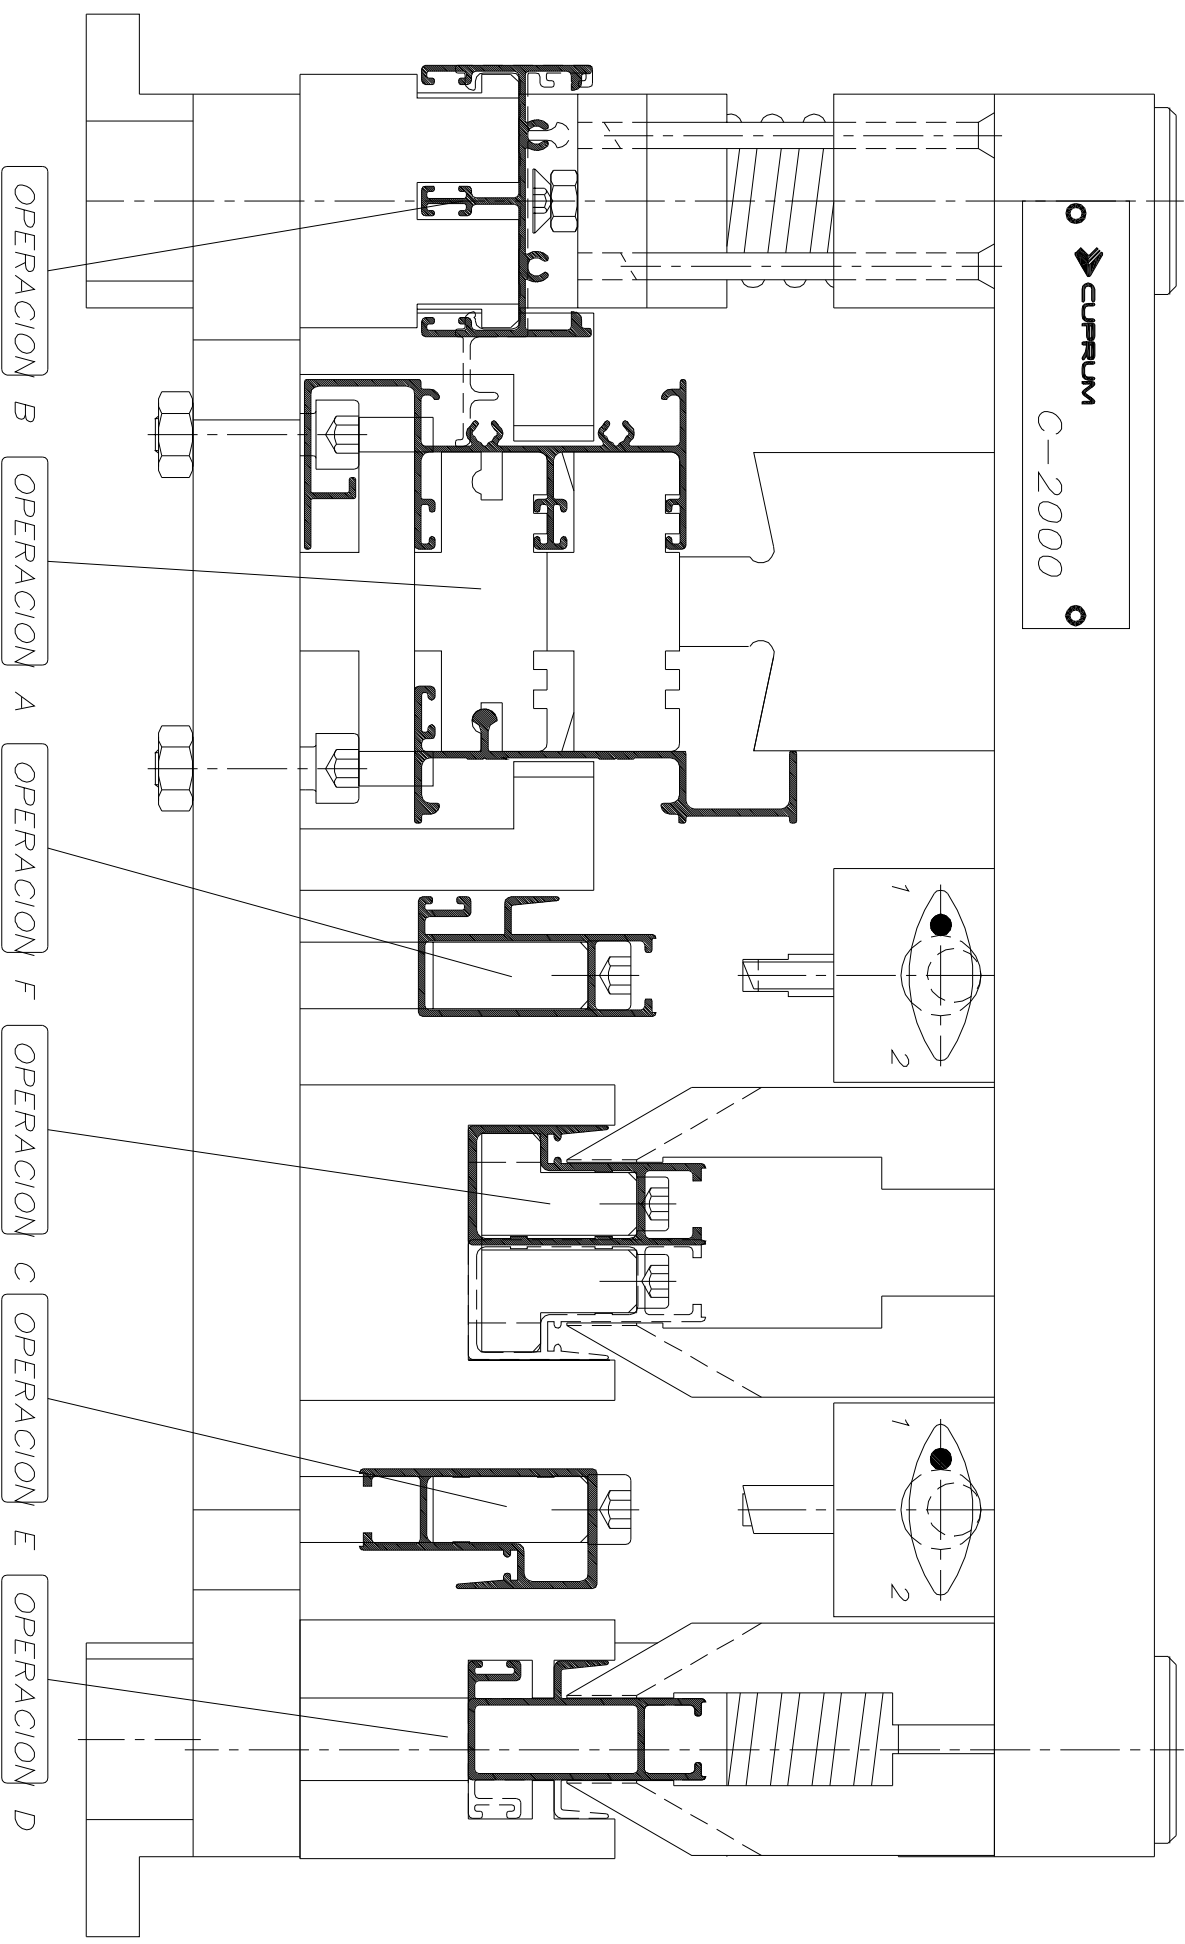 CUPRUM
C-2000
1
2
1
2
OPERACION B
OPERACION A
OPERACION F
OPERACION C
OPERACION E
OPERACION D